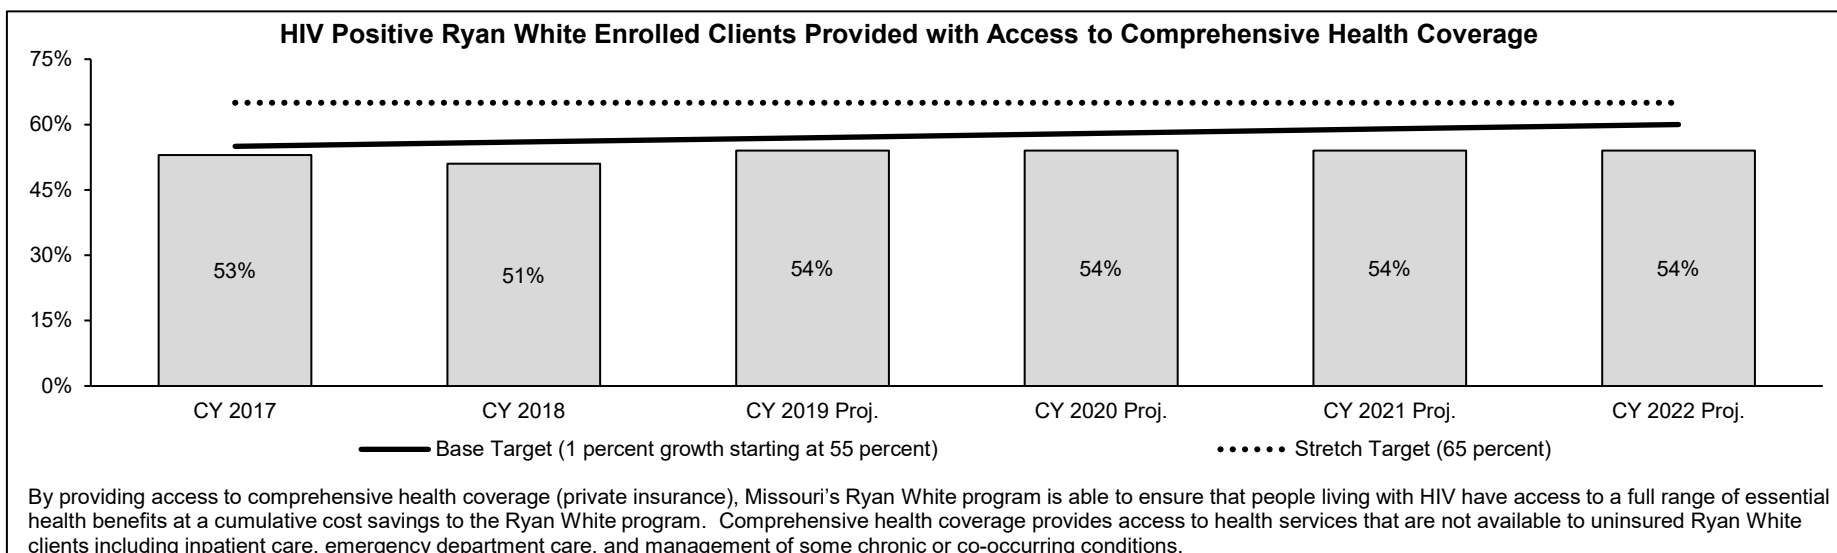 HIV Positive Ryan White Enrolled Clients Provided with Access to Comprehensive Health Coverage
75%
60%
45%
30%
15%
0%
53%
51%
54%
54%
54%
54%
CY 2017
CY 2018
CY 2019 Proj.
CY 2020 Proj.
CY 2021 Proj.
CY 2022 Proj.
Base Target (1 percent growth starting at 55 percent)
Stretch Target (65 percent)
By providing access to comprehensive health coverage (private insurance), Missouri's Ryan White program is able to ensure that people living with HIV have access to a full range of essential
health benefits at a cumulative cost savings to the Ryan White program.  Comprehensive health coverage provides access to health services that are not available to uninsured Ryan White
clients including inpatient care, emergency department care, and management of some chronic or co-occurring conditions.